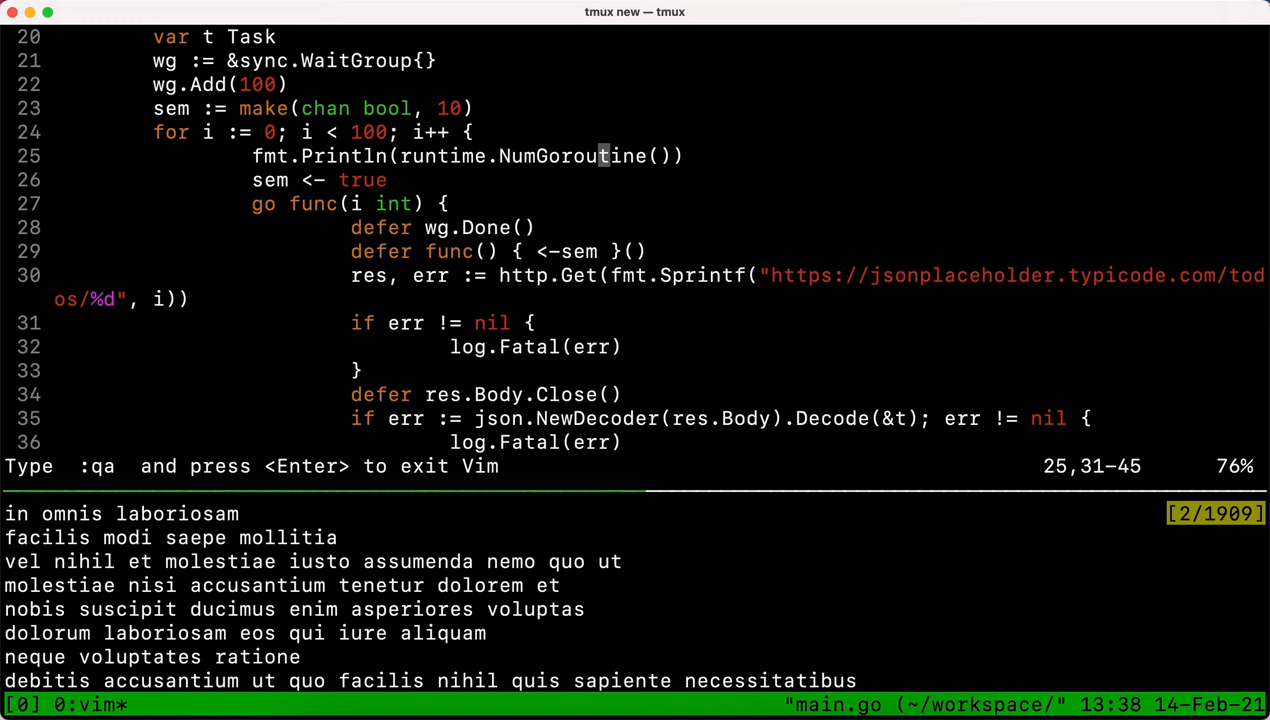 tmux new — tmux
20 var t Task
21 wg := &sync.WaitGroup{}
22 wg.Add(100)
23 sem := make(chan bool, 10)
24 for i := 0; i < 100; i++ {
25 fmt.Println(runtime.NumGoroutine())
26 sem <- true
27 go func(i int) {
28 defer wg.Done()
29 defer func() { <-sem }()
30 res, err := http.Get(fmt.Sprintf("https://jsonplaceholder.typicode.com/tod
os/%d", i))
31 if err != nil {
32 log.Fatal(err)
33 }
34 defer res.Body.Close()
35 if err := json.NewDecoder(res.Body).Decode(&t); err != nil {
36 log.Fatal(err)
Type :qa and press <Enter> to exit Vim 25,31-45 76%
in omnis laboriosam [2/1909]
facilis modi saepe mollitia
vel nihil et molestiae iusto assumenda nemo quo ut
molestiae nisi accusantium tenetur dolorem et
nobis suscipit ducimus enim asperiores voluptas
dolorum laboriosam eos qui iure aliquam
neque voluptates ratione
debitis accusantium ut quo facilis nihil quis sapiente necessitatibus
[0] 0:vim* "main.go (~/workspace/" 13:38 14-Feb-21